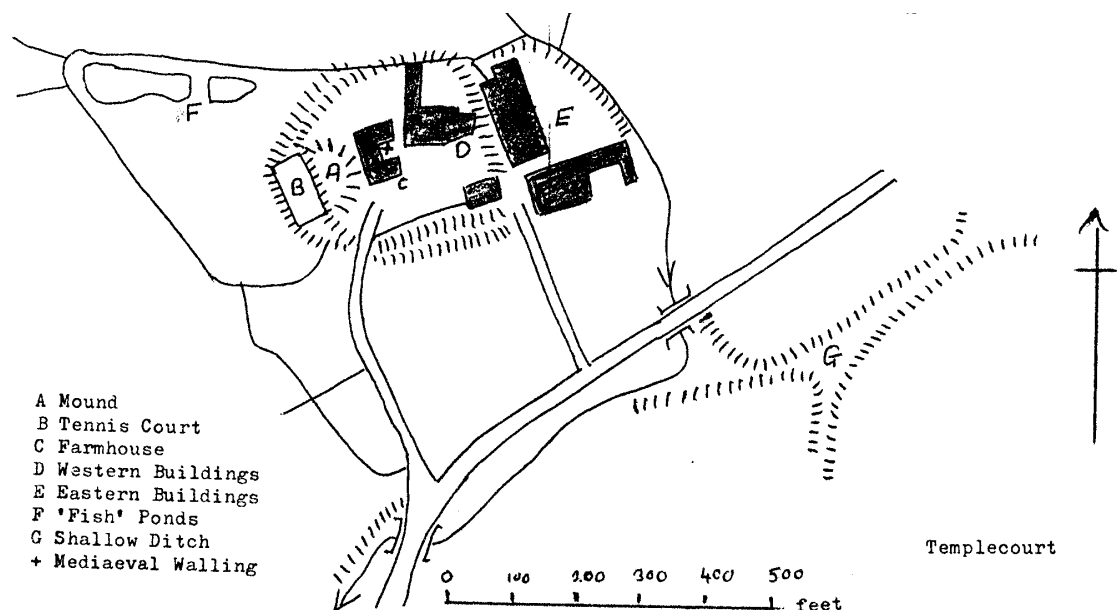 F
A
B
+
C
D
E
G
A Mound
B Tennis Court
C Farmhouse
D Western Buildings
E Eastern Buildings
F 'Fish' Ponds
G Shallow Ditch
+ Mediaeval Walling
Templecourt
0 100 200 300 400 500
feet